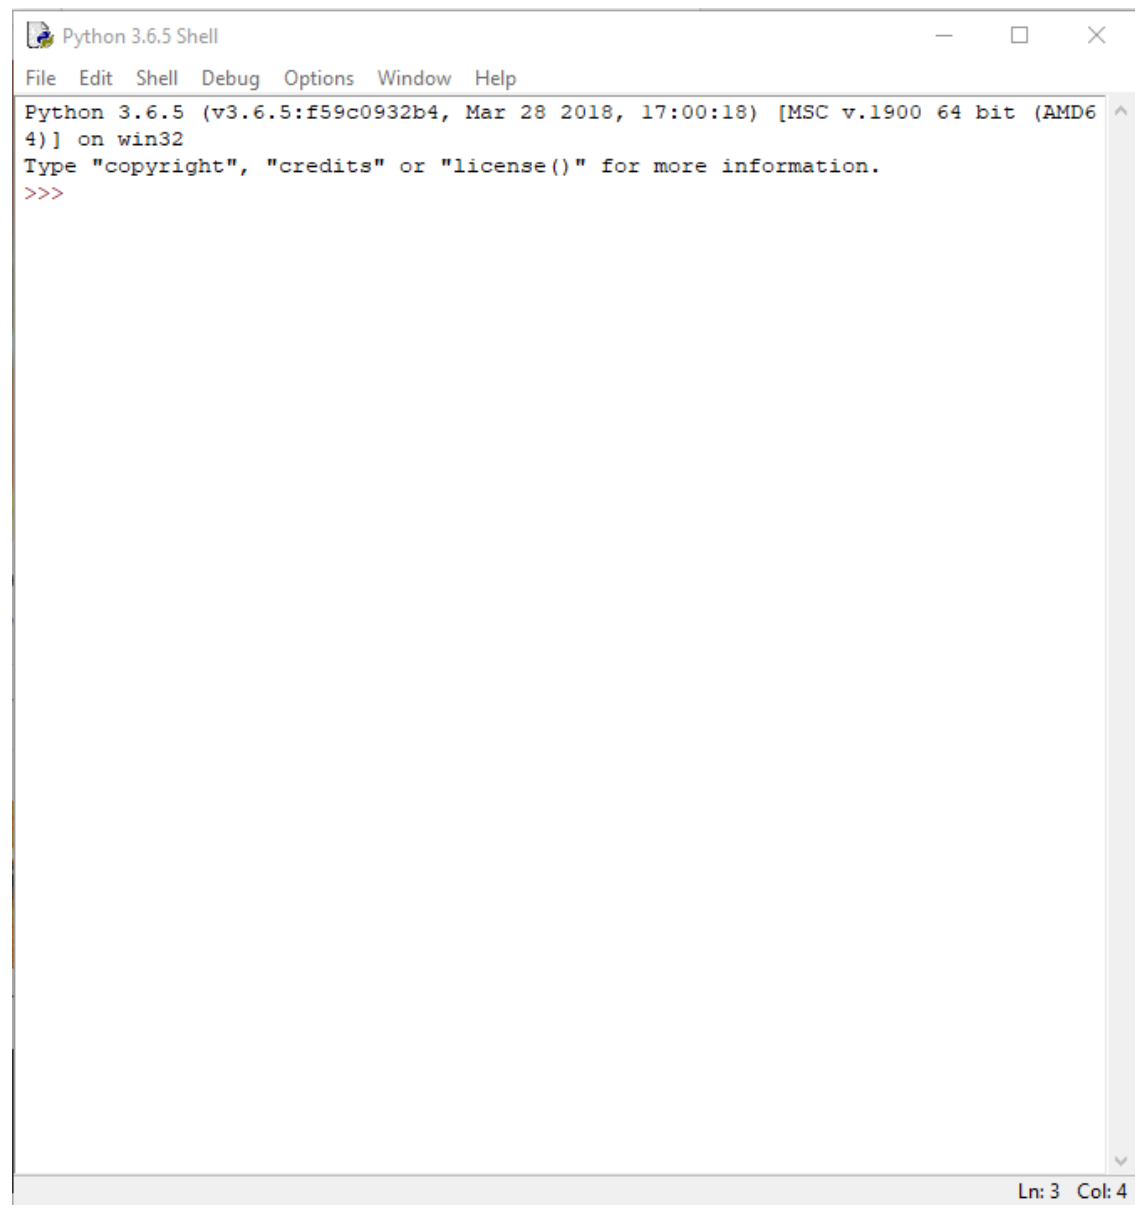 Python 3.6.5 Shell
File Edit Shell Debug Options Window Help
Python 3.6.5 (v3.6.5:f59c0932b4, Mar 28 2018, 17:00:18) [MSC v.1900 64 bit (AMD6
4)] on win32
Type "copyright", "credits" or "license()" for more information.
>>>
Ln: 3 Col: 4